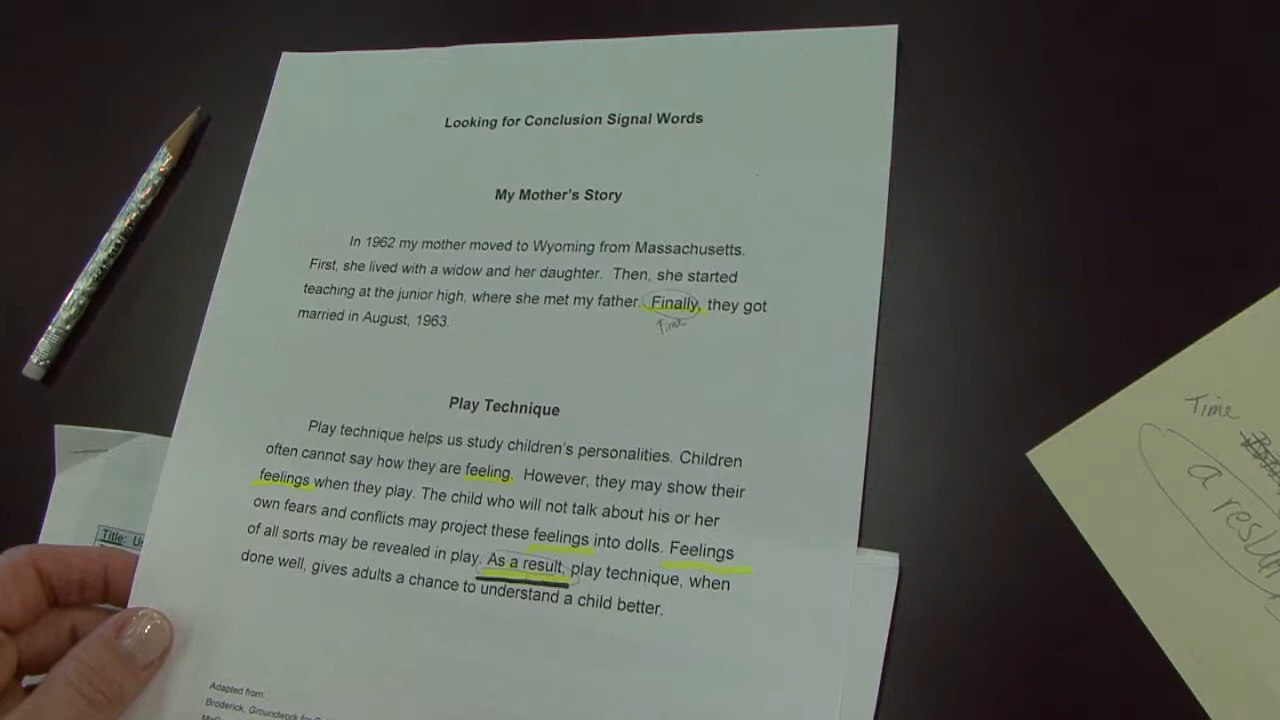 Looking for Conclusion Signal Words
My Mother's Story
In 1962 my mother moved to Wyoming from Massachusetts.
First, she lived with a widow and her daughter. Then, she started
teaching at the junior high, where she met my father. Finally, they got
Time
married in August, 1963.
Play Technique
Play technique helps us study children's personalities. Children
often cannot say how they are feeling. However, they may show their
feelings when they play. The child who will not talk about his or her
own fears and conflicts may project these feelings into dolls. Feelings
of all sorts may be revealed in play. As a result, play technique, when
done well, gives adults a chance to understand a child better.
Adapted from:
Broderick, Groundwork for
Title:
Time
a result